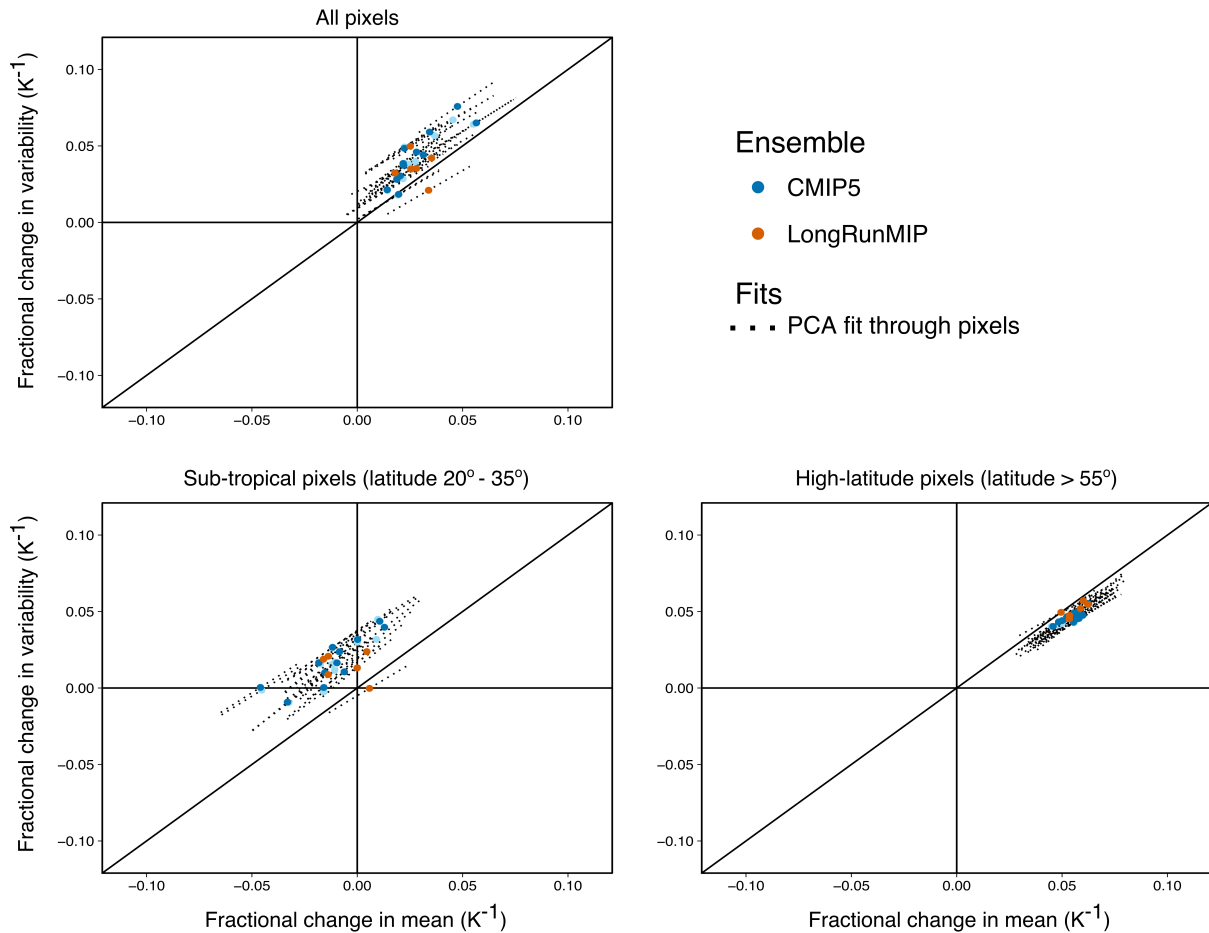 All pixels
Fractional change in variability (K⁻¹)
0.10
0.05
0.00
−0.05
−0.10
−0.10 −0.05 0.00 0.05 0.10
Ensemble
CMIP5
LongRunMIP
Fits
PCA fit through pixels
Sub-tropical pixels (latitude 20° - 35°)
Fractional change in variability (K⁻¹)
0.10
0.05
0.00
−0.05
−0.10
−0.10 −0.05 0.00 0.05 0.10
Fractional change in mean (K⁻¹)
High-latitude pixels (latitude > 55°)
0.10
0.05
0.00
−0.05
−0.10
−0.10 −0.05 0.00 0.05 0.10
Fractional change in mean (K⁻¹)